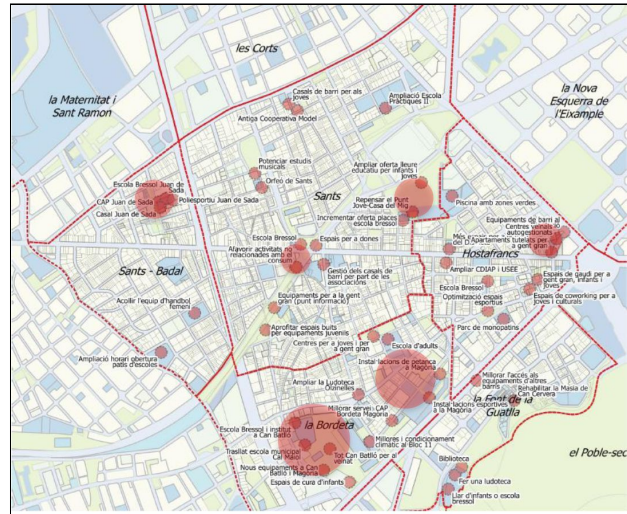 les Corts
la Maternitat i
Sant Ramon
la Nova
Esquerra de
l'Eixample
Casals de barri per als
joves
Antiga Cooperativa Model
Ampliació Escola
Pràctiques II
Potenciar estudis
musicals
Orfeó de Sants
Ampliar oferta lleure
educatiu per infants i
joves
Sants
Escola Bressol Juan de
Sada
CAP Juan de Sada
Poliesportiu Juan de Sada
Casal Juan de Sada
Repensar el Punt
Jove-Casa del Mig
Incrementar oferta places
escola bressol
Piscina amb zones verdes
Equipaments de barri al
Centres veïnals
autogestionats
Apartaments tutelats per a
gent gran
Hostafrancs
Escola Bressol
Espais per a dones
Afavorir activitats no
relacionades amb el
consum
Gestió dels casals de
barri per part de les
associacions
Ampliar CDIAP i USEE
Escola Bressol
Espais de gaudi per a
gent gran, infants i
joves
Optimització espais
esportius
Espais de coworking per a
joves i culturals
Parc de monopatins
Sants - Badal
Acollir l'equip d'handbol
femení
Equipaments per a la gent
gran (punt informació)
Aprofitar espais buits
per equipaments juvenils
Centres per a joves i per
a gent gran
Escola d'adults
Ampliació horari obertura
patis d'escoles
Instal·lacions de petanca
a Magòria
Ampliar la Ludoteca
Olzinelles
Millorar l'accés als
equipaments d'altres
barris
Rehabilitar la Masia de
Can Cervera
la Font de la
Guatlla
Instal·lacions esportives
a la Magòria
Millorar servei CAP
Bordeta Magòria
la Bordeta
Escola Bressol i institut
a Can Batlló
Millores i condicionament
climàtic al Bloc 11
Trasllat escola municipal
Cal Maiol
Tot Can Batlló per al
veïnat
Nous equipaments a Can
Batlló i Magòria
Espais de cura d'infants
Biblioteca
Fer una ludoteca
Llar d'infants o escola
bressol
el Poble-sec